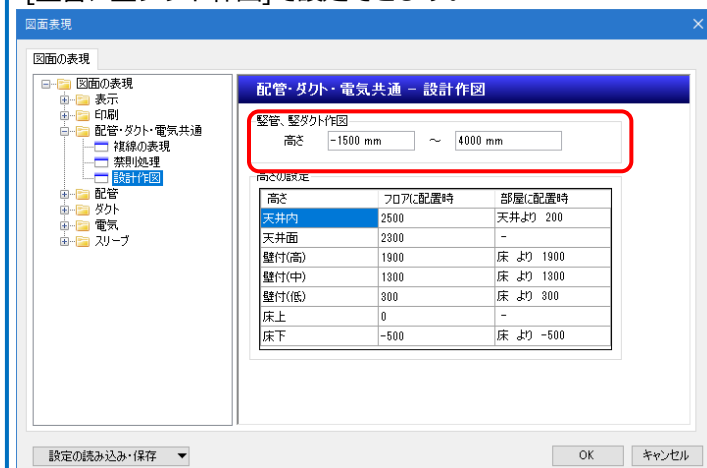 図面表現
図面の表現
図面の表現
表示
印刷
配管・ダクト・電気共通
複線の表現
禁則処理
設計作図
配管
ダクト
電気
スリーブ
配管・ダクト・電気共通 − 設計作図
竪管、竪ダクト作図
高さ -1500 mm ～ 4000 mm
高さの設定
高さ フロアに配置時 部屋に配置時
天井内 2500 天井より 200
天井面 2300 -
壁付(高) 1900 床 より 1900
壁付(中) 1300 床 より 1300
壁付(低) 300 床 より 300
床上 0 -
床下 -500 床 より -500
設定の読み込み・保存
OK キャンセル